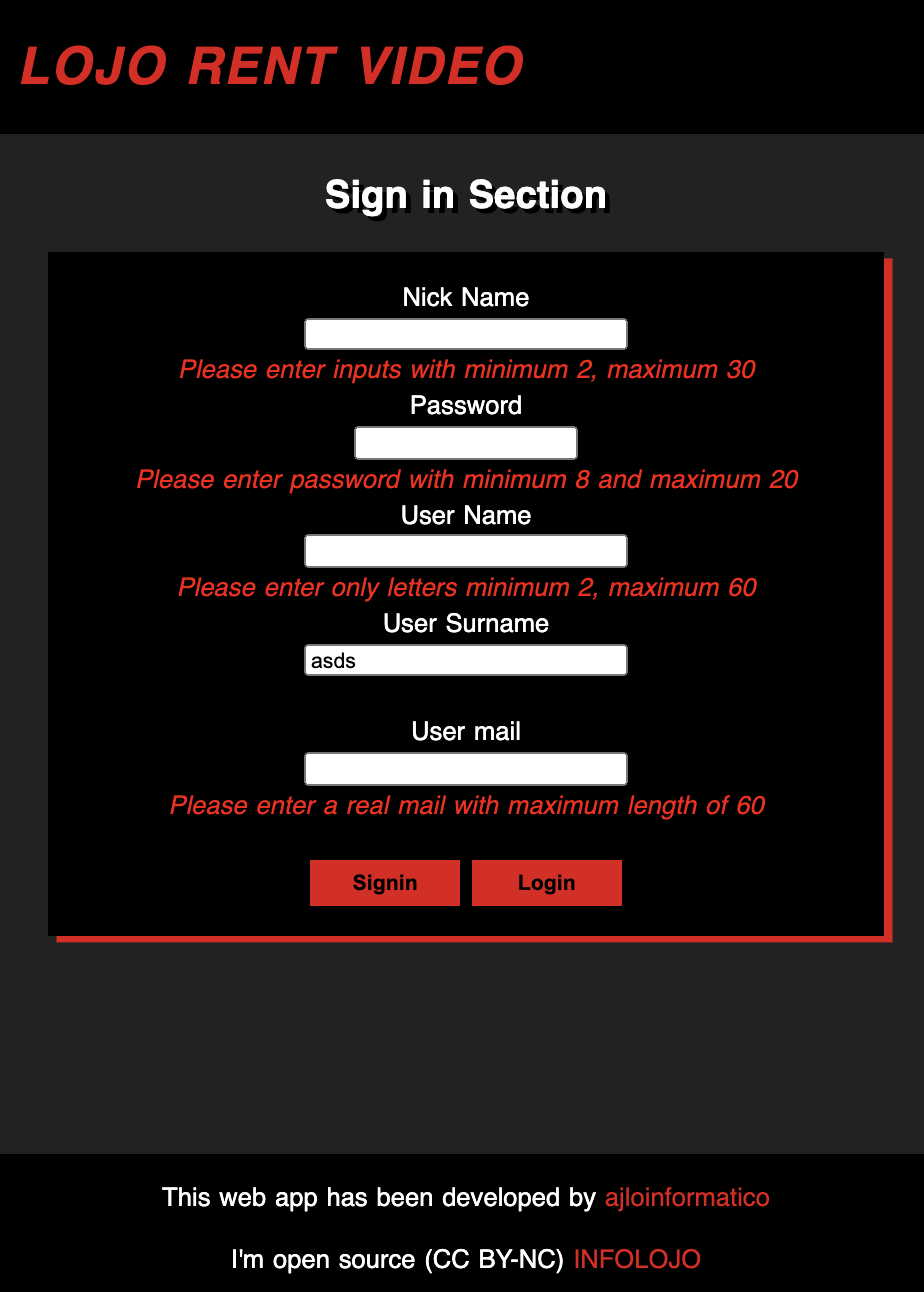 LOJO RENT VIDEO
Sign in Section
Nick Name
Please enter inputs with minimum 2, maximum 30
Password
Please enter password with minimum 8 and maximum 20
User Name
Please enter only letters minimum 2, maximum 60
User Surname
asds
User mail
Please enter a real mail with maximum length of 60
Signin Login
This web app has been developed by ajloinformatico
I'm open source (CC BY-NC) INFOLOJO